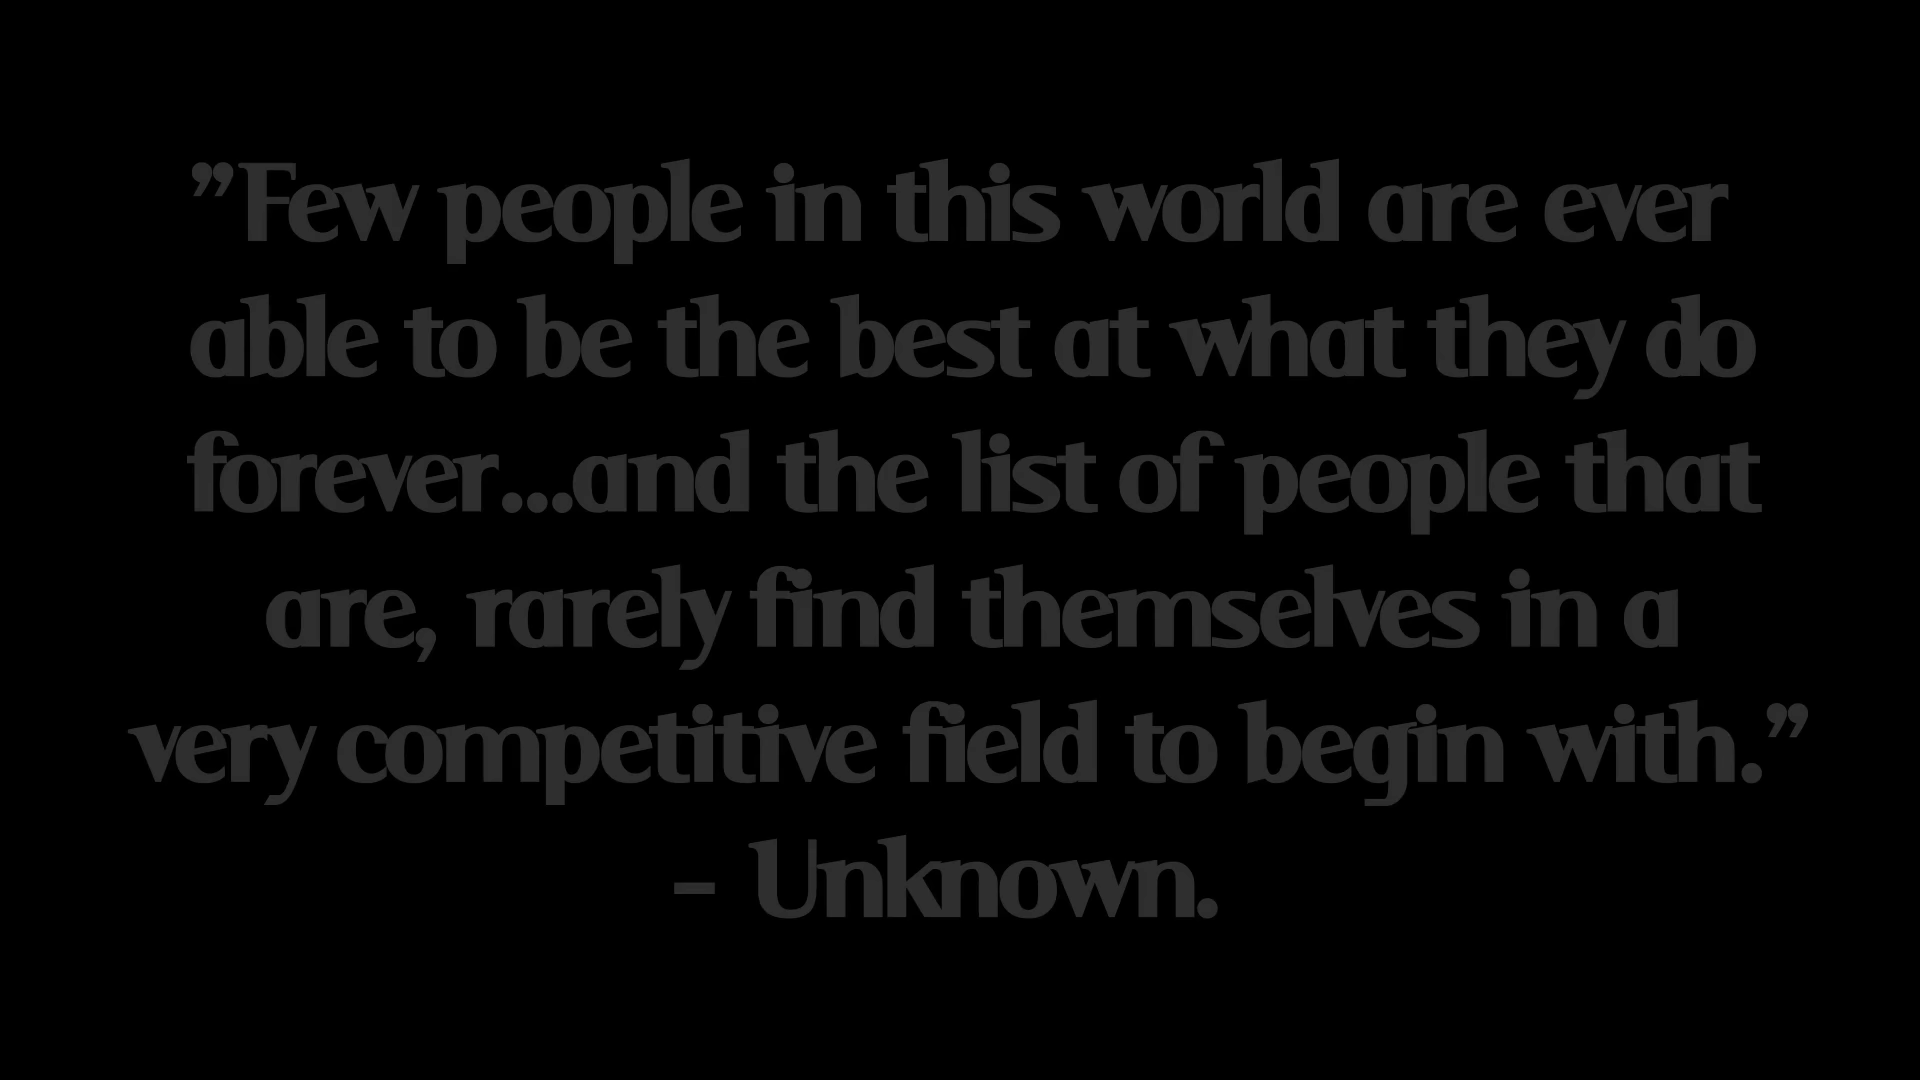 ”Few people in this world are ever
able to be the best at what they do
forever...and the list of people that
are, rarely find themselves in a
very competitive field to begin with.”
- Unknown.